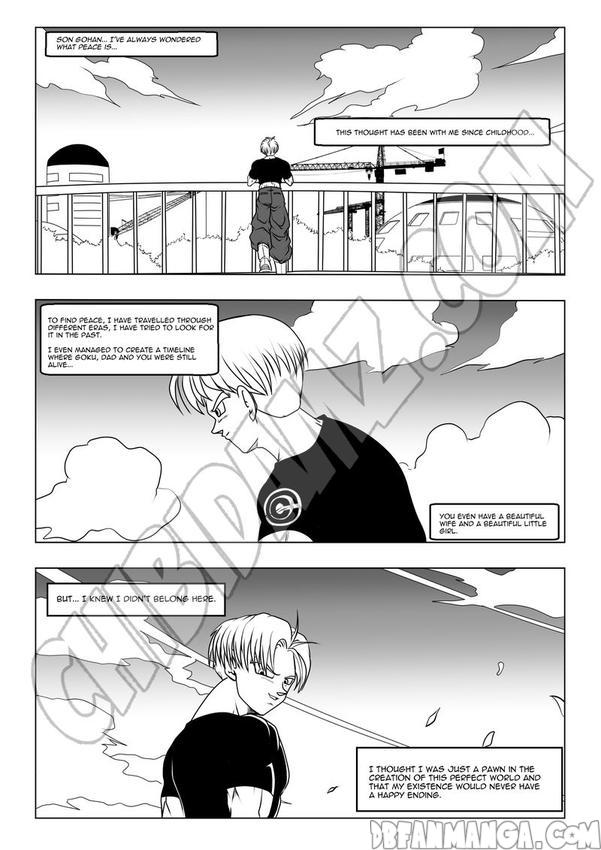 SON GOHAN... I'VE ALWAYS WONDERED
WHAT PEACE IS...
THIS THOUGHT HAS BEEN WITH ME SINCE CHILDHOOD...
TO FIND PEACE, I HAVE TRAVELLED THROUGH
DIFFERENT ERAS, I HAVE TRIED TO LOOK FOR
IT IN THE PAST.
I EVEN MANAGED TO CREATE A TIMELINE
WHERE GOKU, DAD AND YOU WERE STILL
ALIVE...
YOU EVEN HAVE A BEAUTIFUL
WIFE AND A BEAUTIFUL LITTLE
GIRL.
BUT... I KNEW I DIDN'T BELONG HERE.
I THOUGHT I WAS JUST A PAWN IN THE
CREATION OF THIS PERFECT WORLD AND
THAT MY EXISTENCE WOULD NEVER HAVE
A HAPPY ENDING.
CHIBIDAMZ.COM
DBFANMANGA.COM